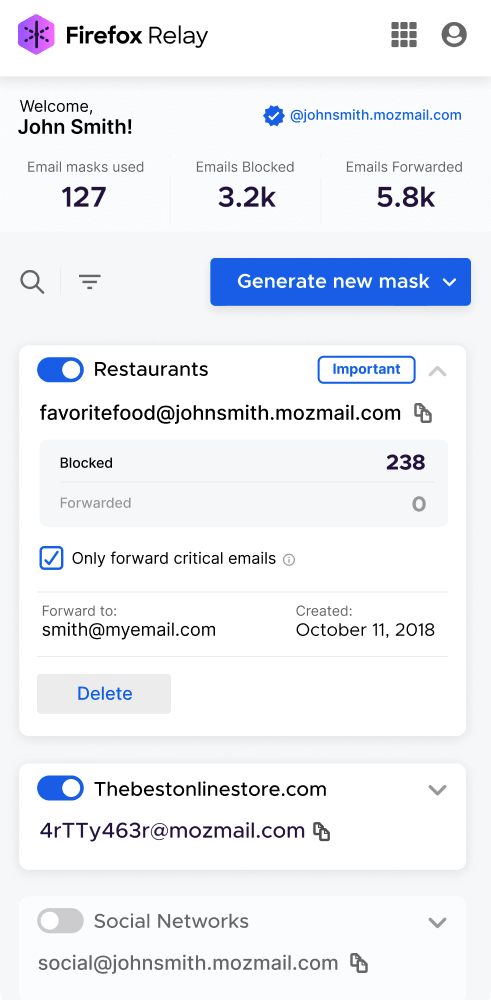 Firefox Relay
Welcome,
John Smith!
@johnsmith.mozmail.com
Email masks used
127
Emails Blocked
3.2k
Emails Forwarded
5.8k
Generate new mask
Restaurants
Important
favoritefood@johnsmith.mozmail.com
Blocked
238
Forwarded
0
Only forward critical emails
Forward to:
smith@myemail.com
Created:
October 11, 2018
Delete
Thebestonlinestore.com
4rTTy463r@mozmail.com
Social Networks
social@johnsmith.mozmail.com